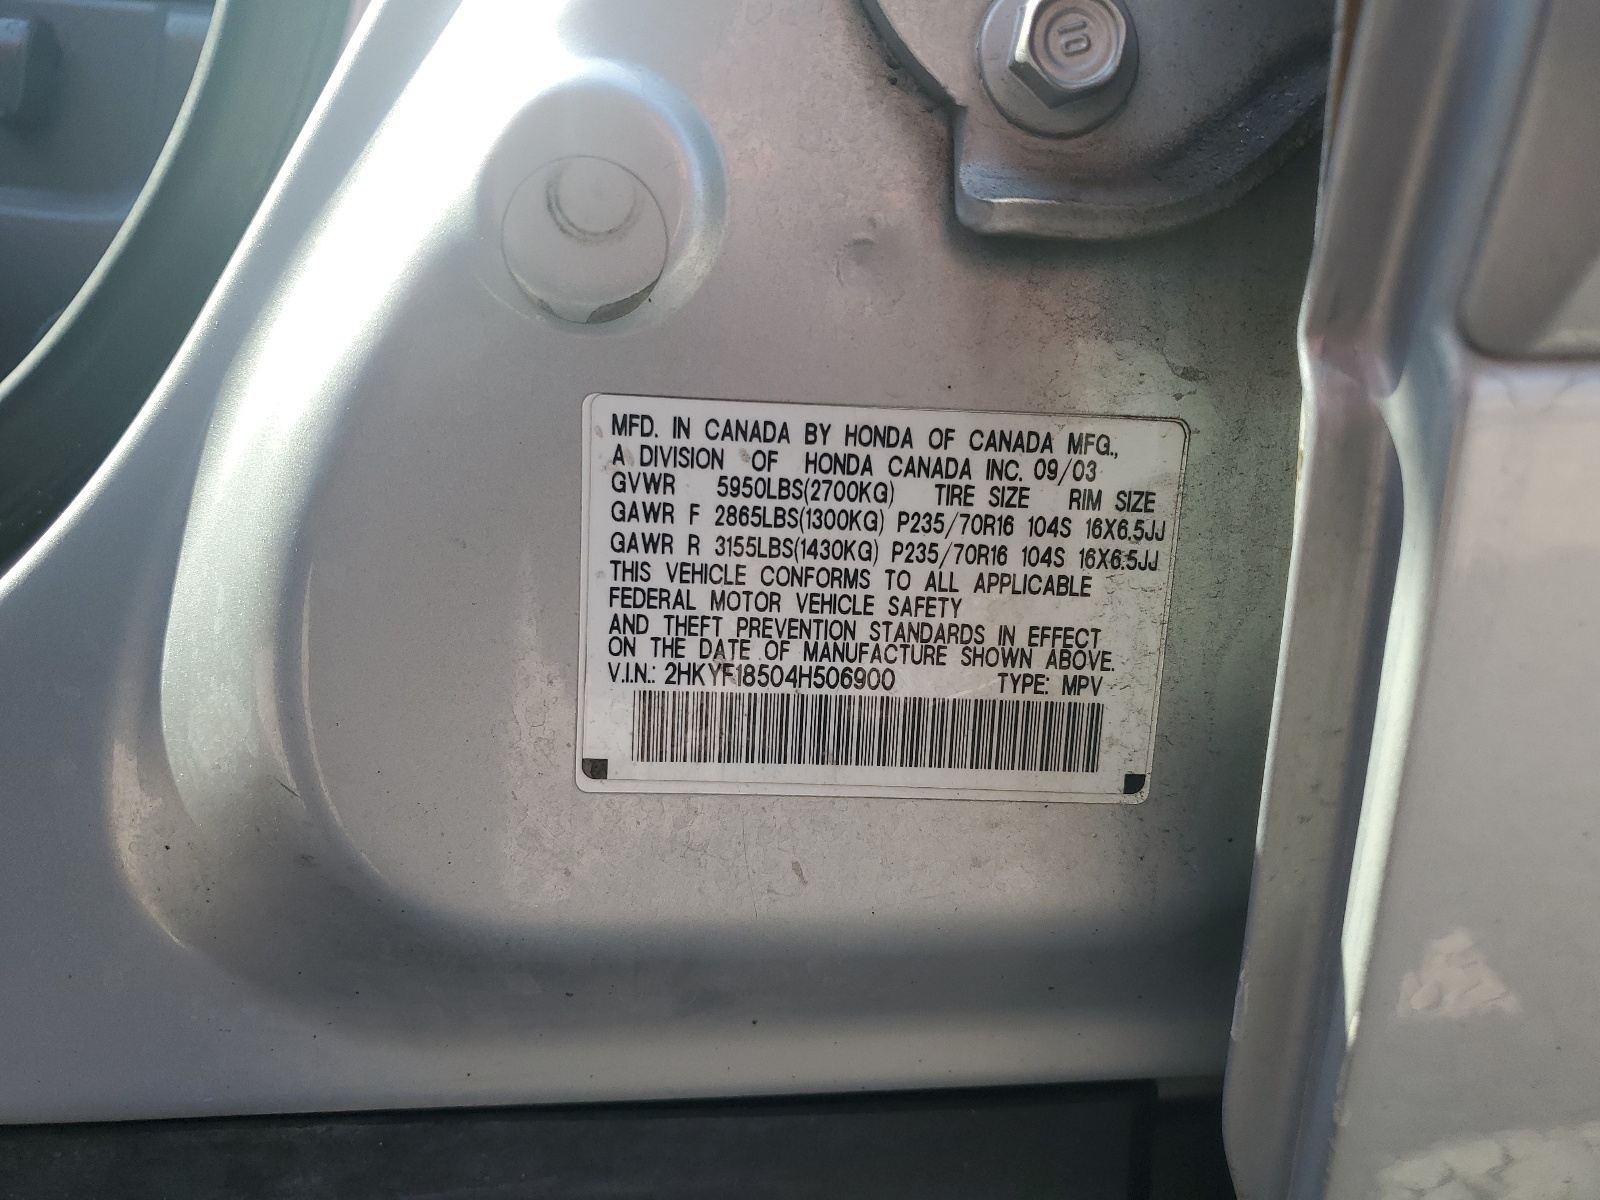 10
MFD. IN CANADA BY HONDA OF CANADA MFG.,
A DIVISION OF HONDA CANADA INC. 09/03
GVWR 5950LBS(2700KG) TIRE SIZE RIM SIZE
GAWR F 2865LBS(1300KG) P235/70R16 104S 16X6.5JJ
GAWR R 3155LBS(1430KG) P235/70R16 104S 16X6.5JJ
THIS VEHICLE CONFORMS TO ALL APPLICABLE
FEDERAL MOTOR VEHICLE SAFETY
AND THEFT PREVENTION STANDARDS IN EFFECT
ON THE DATE OF MANUFACTURE SHOWN ABOVE.
V.I.N.: 2HKYF18504H506900 TYPE: MPV